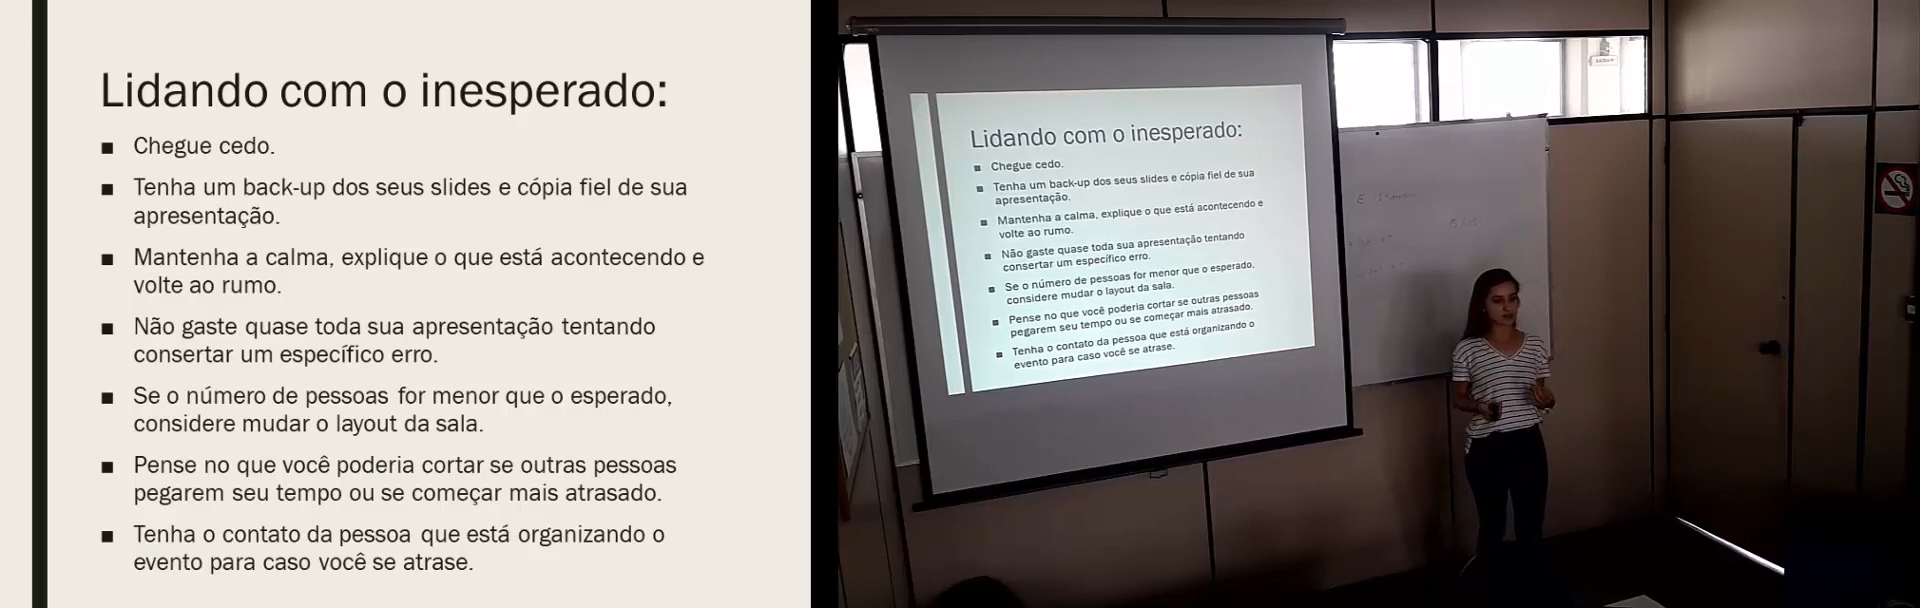 Lidando com o inesperado:
■ Chegue cedo.
■ Tenha um back-up dos seus slides e cópia fiel de sua
apresentação.
■ Mantenha a calma, explique o que está acontecendo e
volte ao rumo.
■ Não gaste quase toda sua apresentação tentando
consertar um específico erro.
■ Se o número de pessoas for menor que o esperado,
considere mudar o layout da sala.
■ Pense no que você poderia cortar se outras pessoas
pegarem seu tempo ou se começar mais atrasado.
■ Tenha o contato da pessoa que está organizando o
evento para caso você se atrase.
Lidando com o inesperado:
■ Chegue cedo.
■ Tenha um back-up dos seus slides e cópia fiel de sua
apresentação.
■ Mantenha a calma, explique o que está acontecendo e
volte ao rumo.
■ Não gaste quase toda sua apresentação tentando
consertar um específico erro.
■ Se o número de pessoas for menor que o esperado,
considere mudar o layout da sala.
■ Pense no que você poderia cortar se outras pessoas
pegarem seu tempo ou se começar mais atrasado.
■ Tenha o contato da pessoa que está organizando o
evento para caso você se atrase.